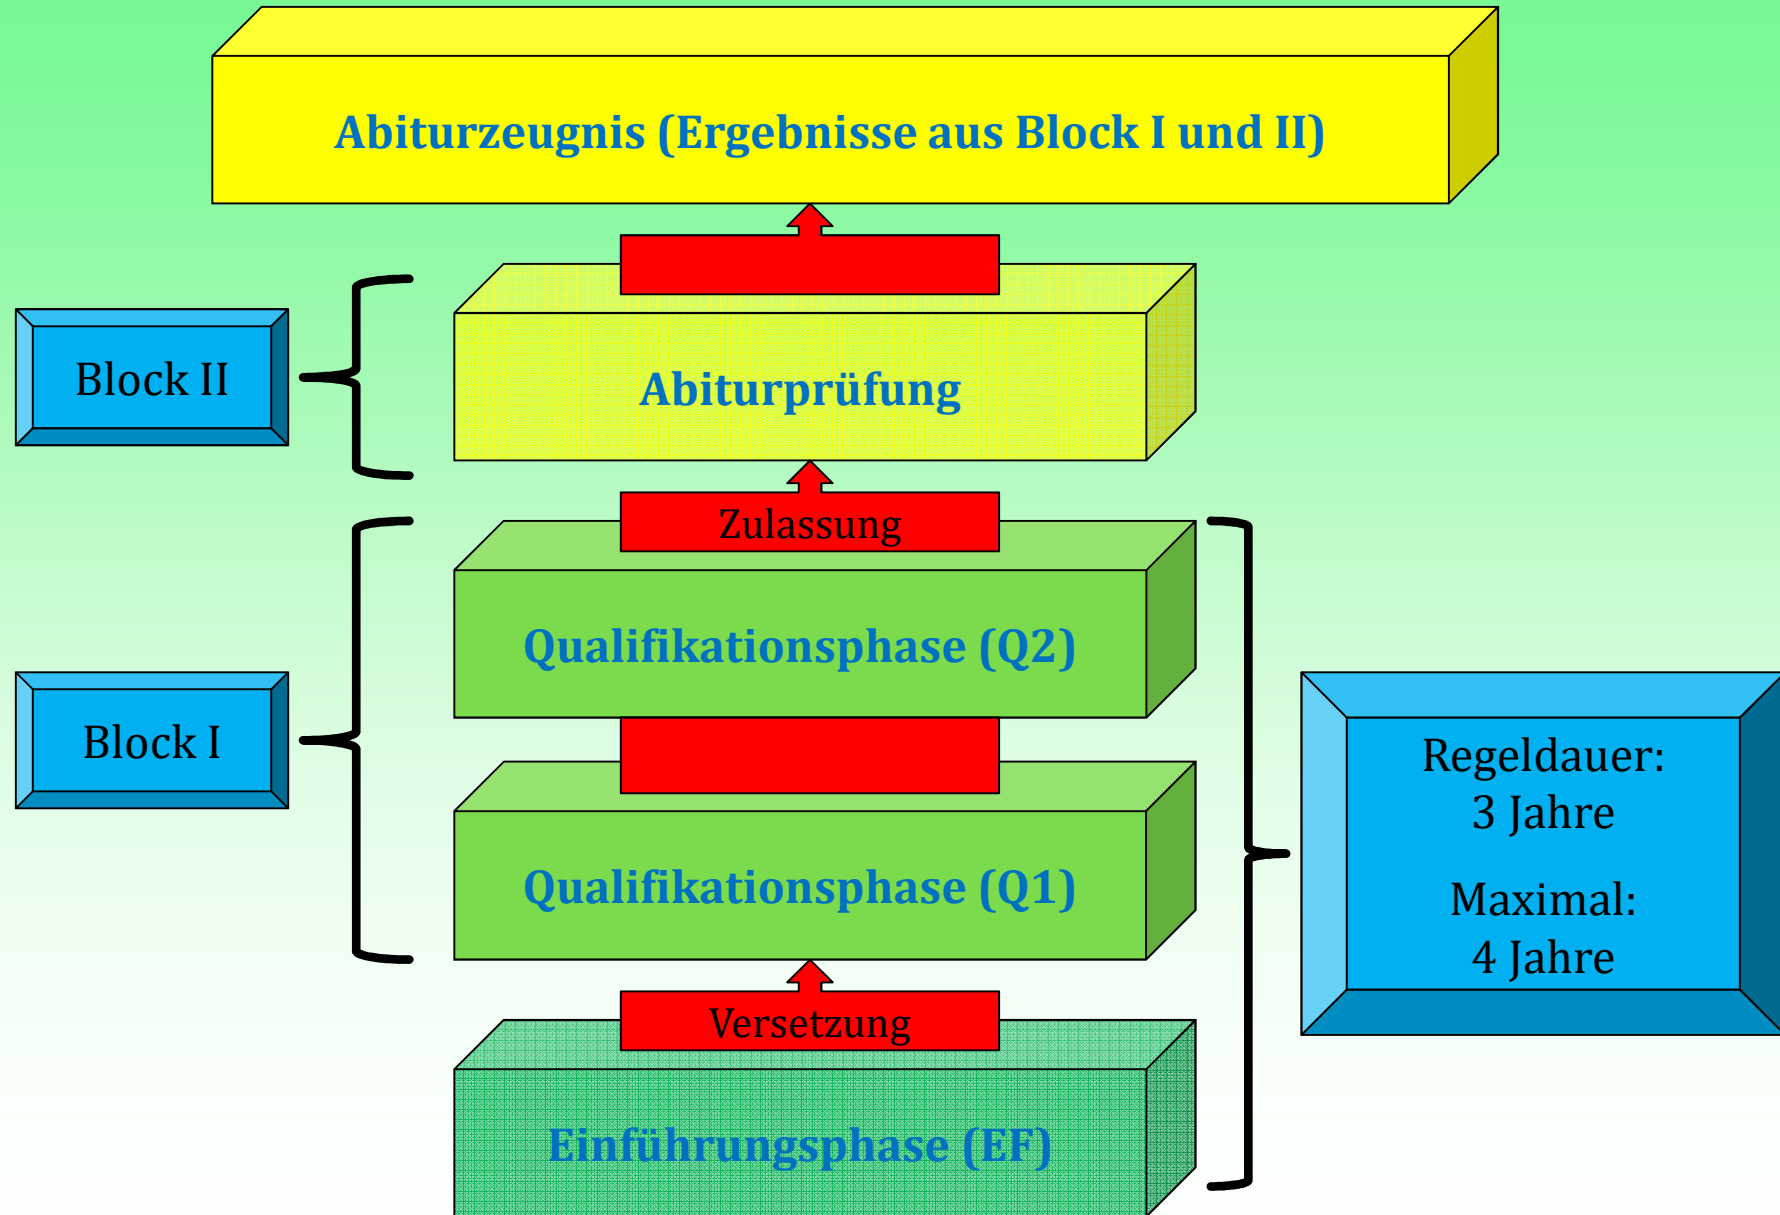 Abiturzeugnis (Ergebnisse aus Block I und II)
Block II
Abiturprüfung
Zulassung
Qualifikationsphase (Q2)
Block I
Qualifikationsphase (Q1)
Regeldauer:
3 Jahre
Maximal:
4 Jahre
Versetzung
Einführungsphase (EF)